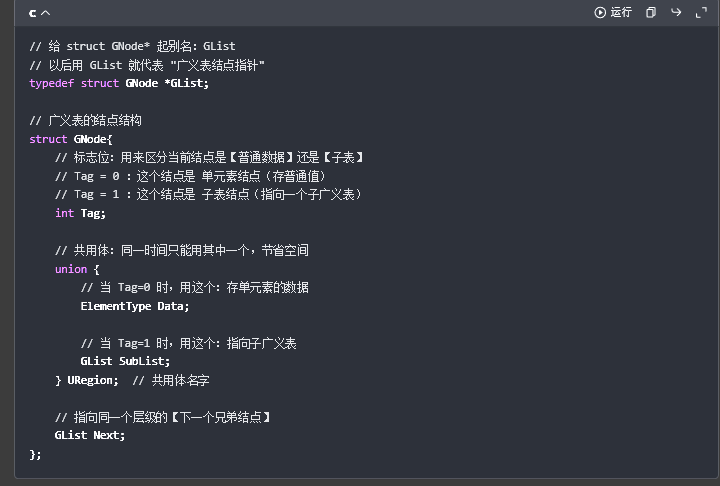 C
运行
// 给 struct GNode* 起别名：GList
// 以后用 GList 就代表 "广义表结点指针"
typedef struct GNode *GList;
// 广义表的结点结构
struct GNode{
// 标志位：用来区分当前结点是【普通数据】还是【子表】
// Tag = 0 ：这个结点是 单元素结点（存普通值）
// Tag = 1 ：这个结点是 子表结点（指向一个子广义表）
int Tag;
// 共用体：同一时间只能用其中一个，节省空间
union {
// 当 Tag=0 时，用这个：存单元素的数据
ElementType Data;
// 当 Tag=1 时，用这个：指向子广义表
GList SubList;
} URegion;  // 共用体名字
// 指向同一个层级的【下一个兄弟结点】
GList Next;
};